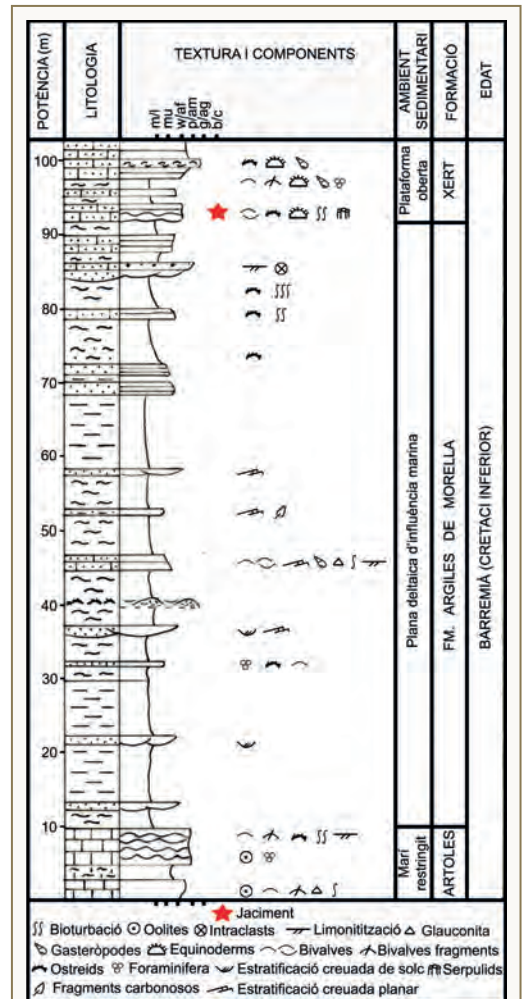 POTÈNCIA (m)
LITOLOGIA
TEXTURA I COMPONENTS
AMBIENT
SEDIMENTARI
FORMACIÓ
EDAT
m/l
mu
w/af
p/am
g/ag
b/c
100
90
80
70
60
50
40
30
20
10
Plataforma
oberta
XERT
Plana deltaica d'influència marina
FM. ARGILES DE MORELLA
BARREMIÀ (CRETACI INFERIOR)
Marí
restringit
ARTOLES
Jaciment
Bioturbació Oolites Intraclasts Limonitització Glauconita
Gasteròpodes Equinoderms Bivalves Bivalves fragments
Ostreids Foraminífera Estratificació creuada de solc Serpulids
Fragments carbonosos Estratificació creuada planar